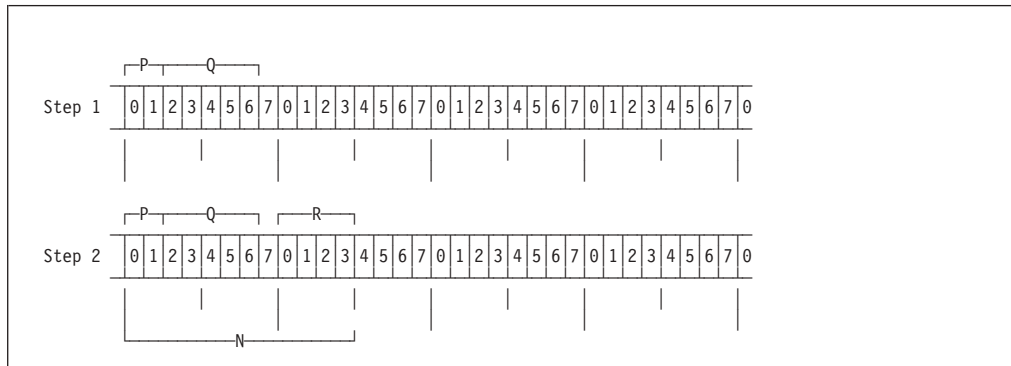 P Q
Step 1 0 1 2 3 4 5 6 7 0 1 2 3 4 5 6 7 0 1 2 3 4 5 6 7 0 1 2 3 4 5 6 7 0
P Q R
Step 2 0 1 2 3 4 5 6 7 0 1 2 3 4 5 6 7 0 1 2 3 4 5 6 7 0 1 2 3 4 5 6 7 0
N